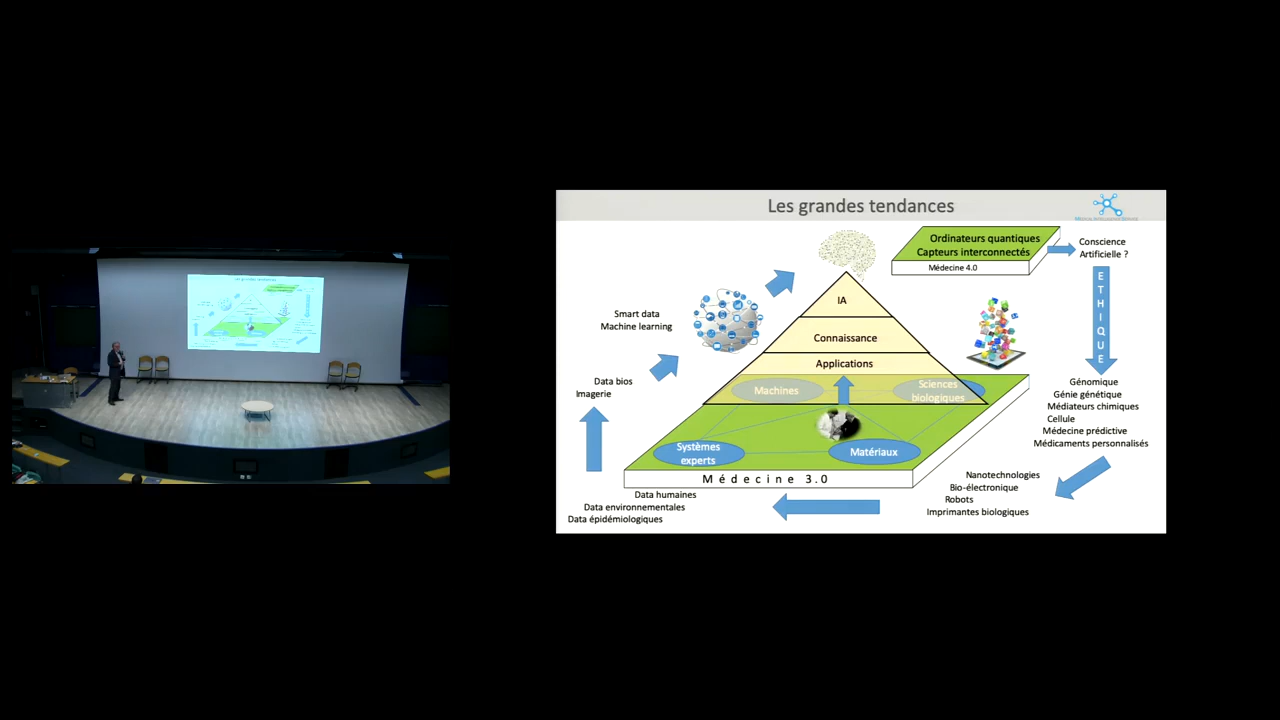 Les grandes tendances
Ordinateurs quantiques
Capteurs interconnectés
Médecine 4.0
Conscience
Artificielle ?
ETHIQUE
IA
Connaissance
Applications
Machines
Sciences
biologiques
Systèmes
experts
Matériaux
Médecine 3.0
Smart data
Machine learning
Data bios
Imagerie
Data humaines
Data environnementales
Data épidémiologiques
Génomique
Génie génétique
Médiateurs chimiques
Cellule
Médecine prédictive
Médicaments personnalisés
Nanotechnologies
Bio-électronique
Robots
Imprimantes biologiques